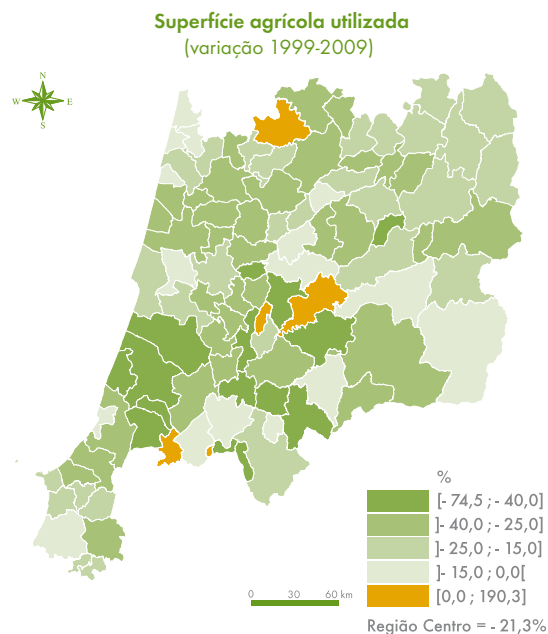 Superfície agrícola utilizada
(variação 1999-2009)
N
W E
S
%
[- 74,5 ; - 40,0]
]- 40,0 ; - 25,0]
]- 25,0 ; - 15,0]
]- 15,0 ; 0,0[
[0,0 ; 190,3]
0 30 60 km
Região Centro = - 21,3%